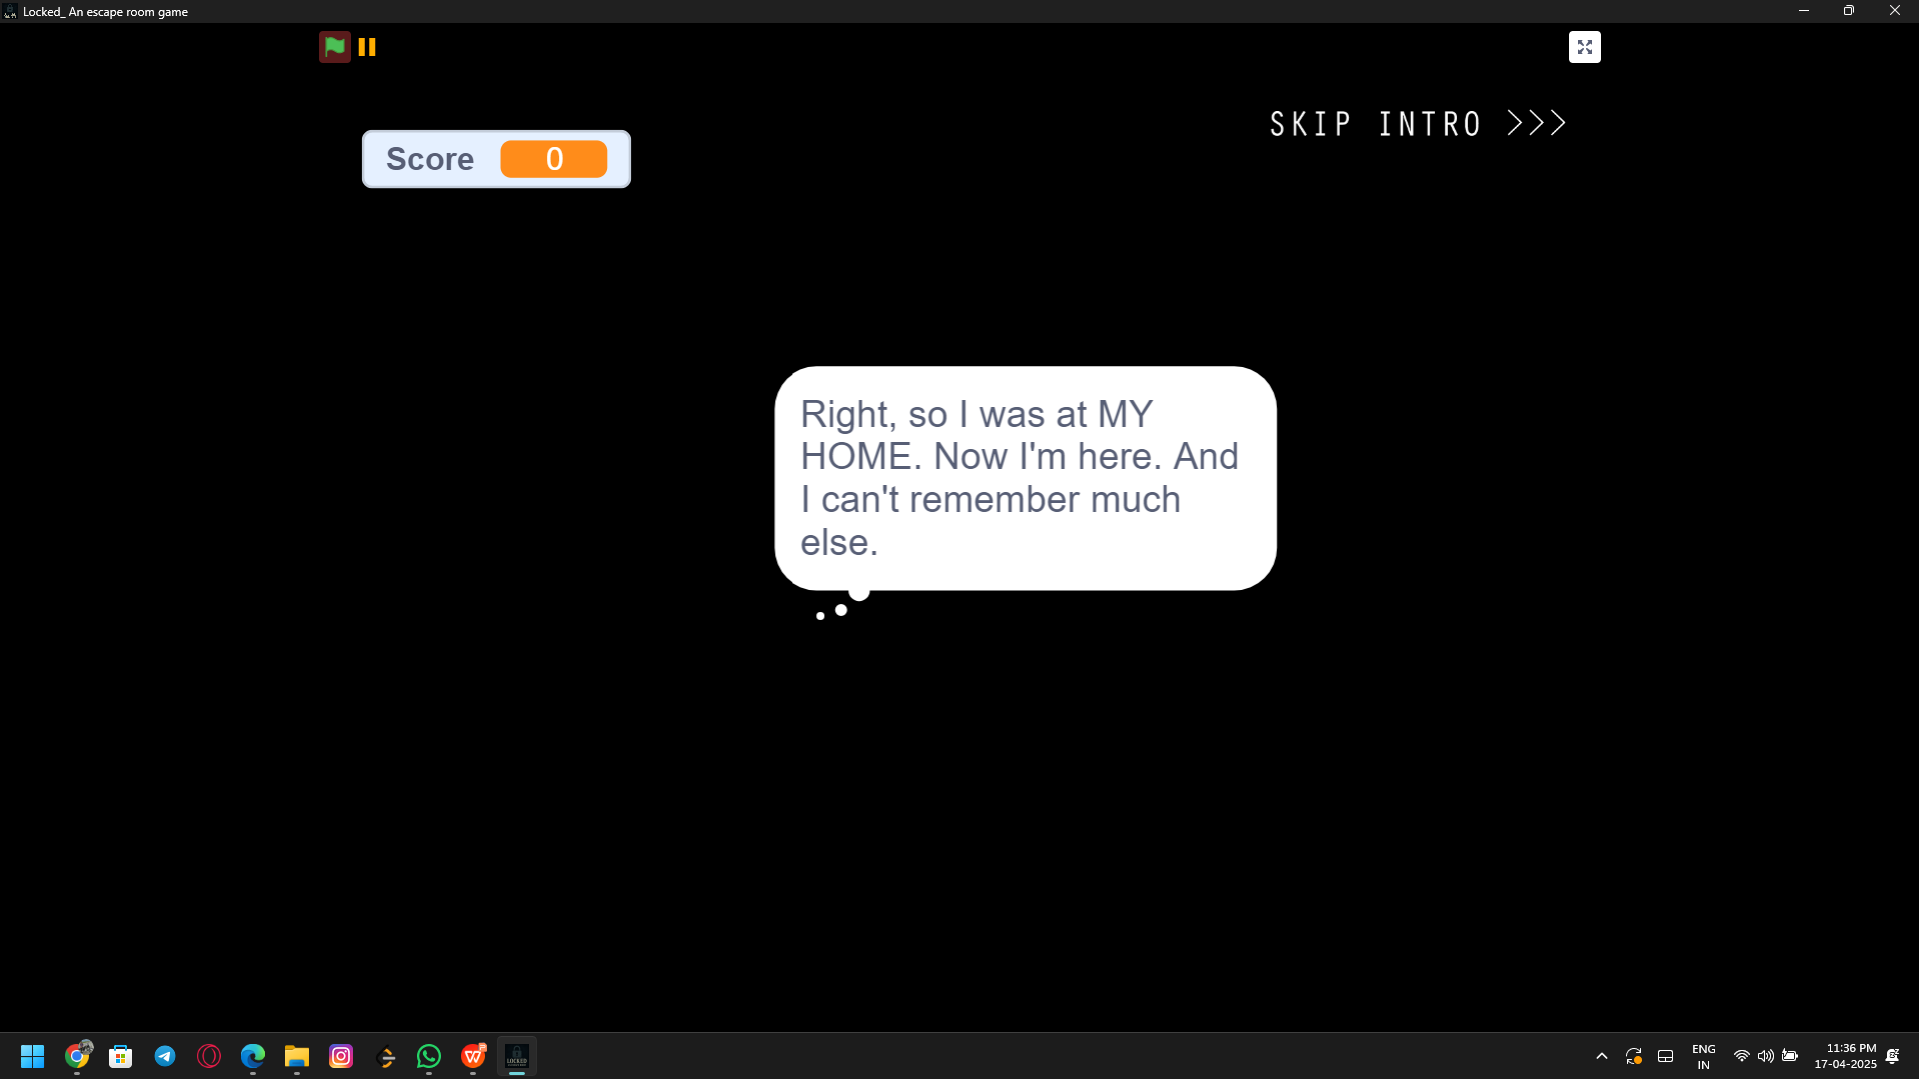 Locked_ An escape room game
SKIP INTRO >>>
Score 0
Right, so I was at MY
HOME. Now I'm here. And
I can't remember much
else.
ENG
IN
11:36 PM
17-04-2025
LOCKED